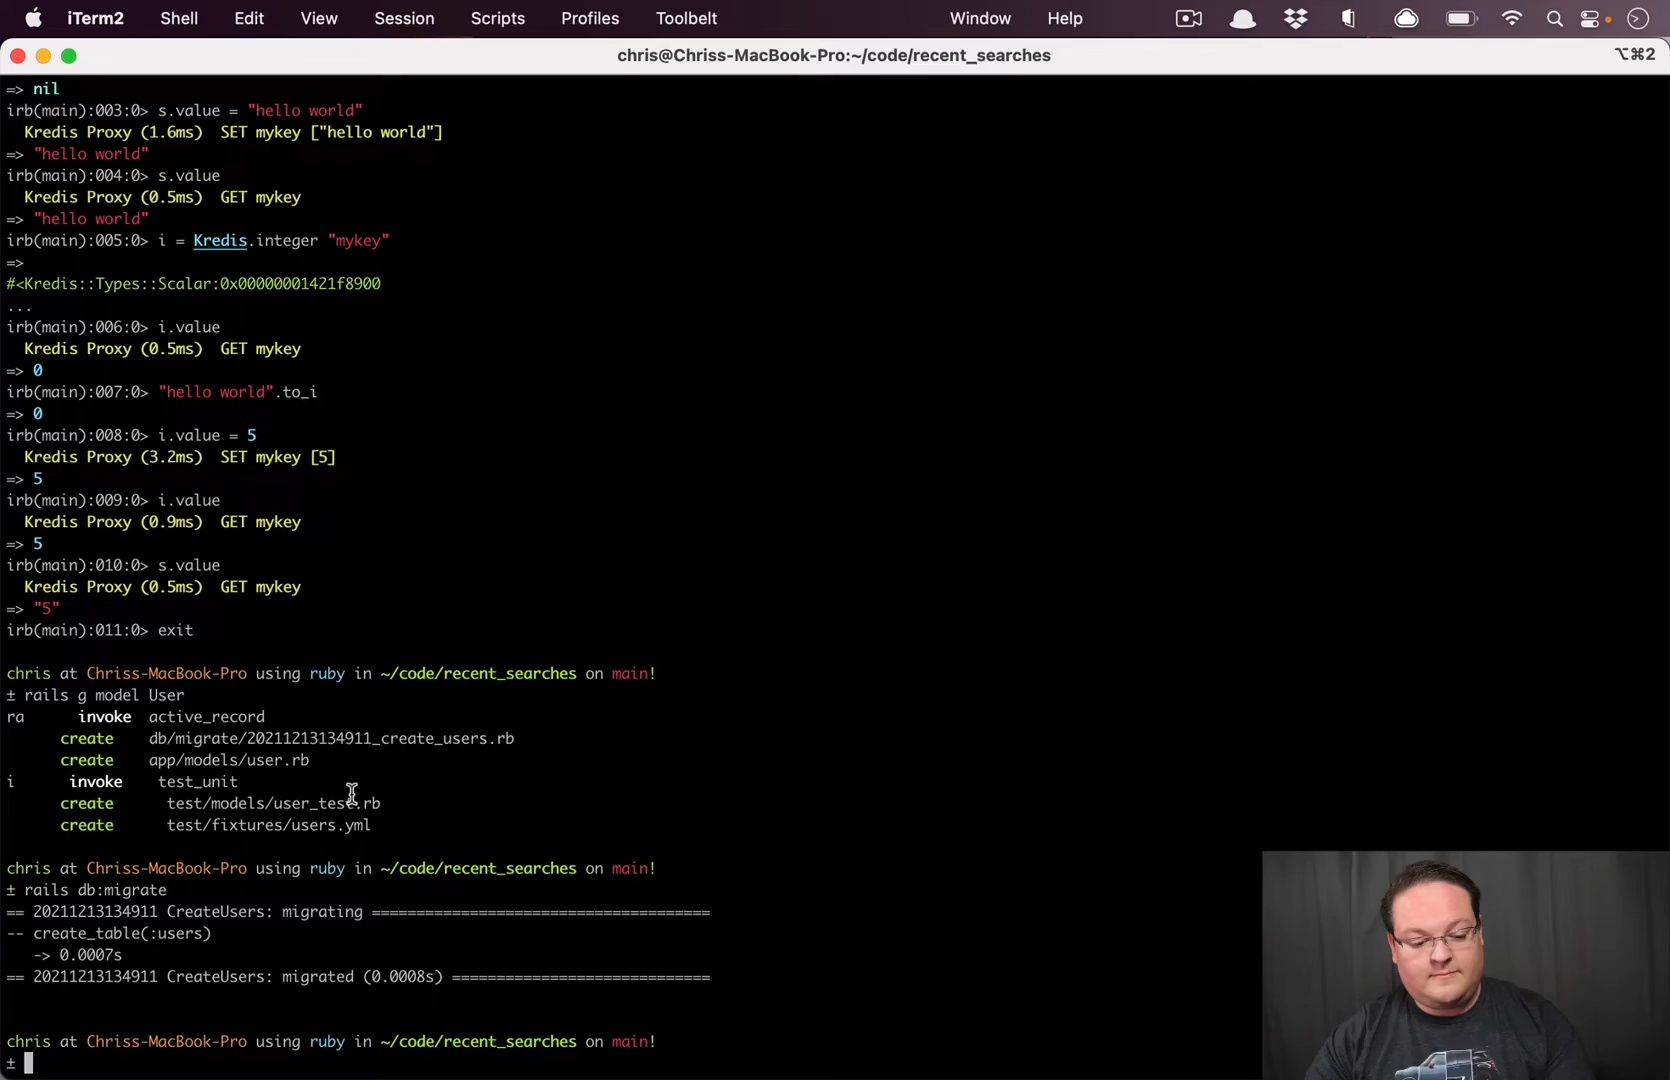 iTerm2 Shell Edit View Session Scripts Profiles Toolbelt Window Help
chris@Chriss-MacBook-Pro:~/code/recent_searches
⌥⌘2
=> nil
irb(main):003:0> s.value = "hello world"
Kredis Proxy (1.6ms)  SET mykey ["hello world"]
=> "hello world"
irb(main):004:0> s.value
Kredis Proxy (0.5ms)  GET mykey
=> "hello world"
irb(main):005:0> i = Kredis.integer "mykey"
=>
#<Kredis::Types::Scalar:0x00000001421f8900
...
irb(main):006:0> i.value
Kredis Proxy (0.5ms)  GET mykey
=> 0
irb(main):007:0> "hello world".to_i
=> 0
irb(main):008:0> i.value = 5
Kredis Proxy (3.2ms)  SET mykey [5]
=> 5
irb(main):009:0> i.value
Kredis Proxy (0.9ms)  GET mykey
=> 5
irb(main):010:0> s.value
Kredis Proxy (0.5ms)  GET mykey
=> "5"
irb(main):011:0> exit
chris at Chriss-MacBook-Pro using ruby in ~/code/recent_searches on main!
± rails g model User
ra      invoke  active_record
create    db/migrate/20211213134911_create_users.rb
create    app/models/user.rb
i      invoke    test_unit
create      test/models/user_test.rb
create      test/fixtures/users.yml
chris at Chriss-MacBook-Pro using ruby in ~/code/recent_searches on main!
± rails db:migrate
== 20211213134911 CreateUsers: migrating ======================================
-- create_table(:users)
-> 0.0007s
== 20211213134911 CreateUsers: migrated (0.0008s) =============================
chris at Chriss-MacBook-Pro using ruby in ~/code/recent_searches on main!
±